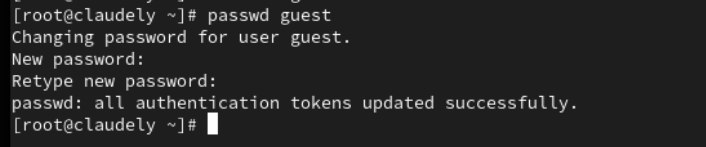 [root@claudely ~]# passwd guest
Changing password for user guest.
New password:
Retype new password:
passwd: all authentication tokens updated successfully.
[root@claudely ~]#